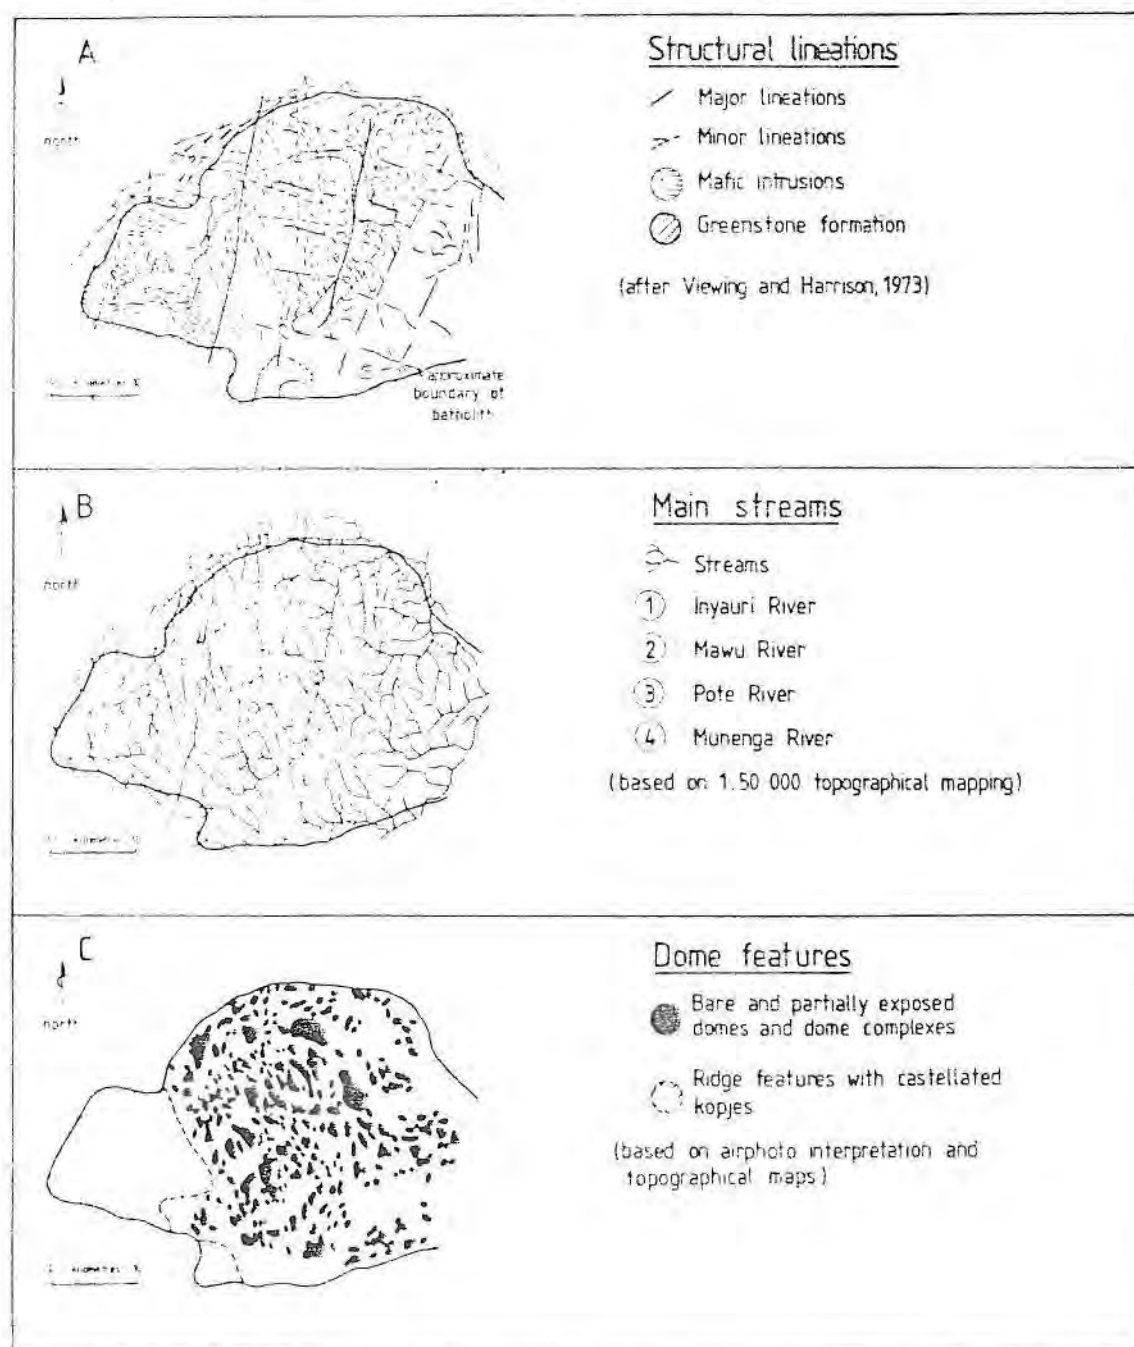 A
north
approximate
boundary of
batholith
Structural lineations
Major lineations
Minor lineations
Mafic intrusions
Greenstone formation
(after Viewing and Harrison, 1973)
B
north
Main streams
Streams
1 Inyauri River
2 Mawu River
3 Pote River
4 Munenga River
(based on 1:50 000 topographical mapping)
C
north
Dome features
Bare and partially exposed
domes and dome complexes
Ridge features with castellated
kopjes
(based on airphoto interpretation and
topographical maps)